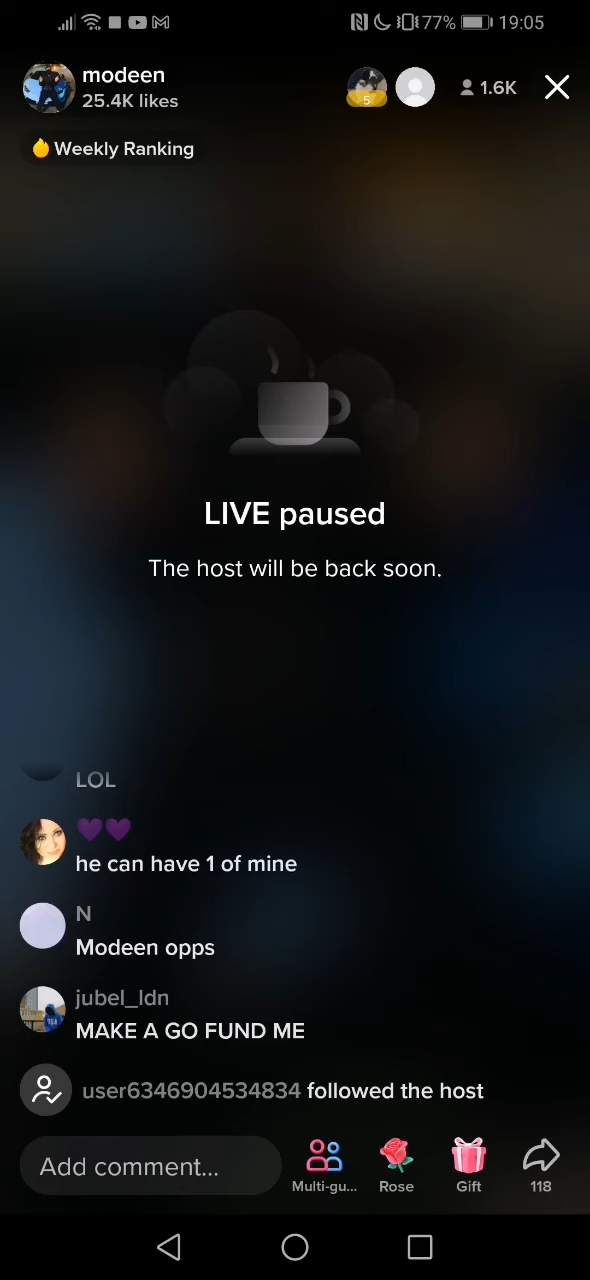 77% 19:05
modeen
25.4K likes
5
1.6K
Weekly Ranking
LIVE paused
The host will be back soon.
LOL
💜💜
he can have 1 of mine
N
Modeen opps
jubel_ldn
MAKE A GO FUND ME
user6346904534834 followed the host
Add comment...
Multi-gu...
Rose
Gift
118